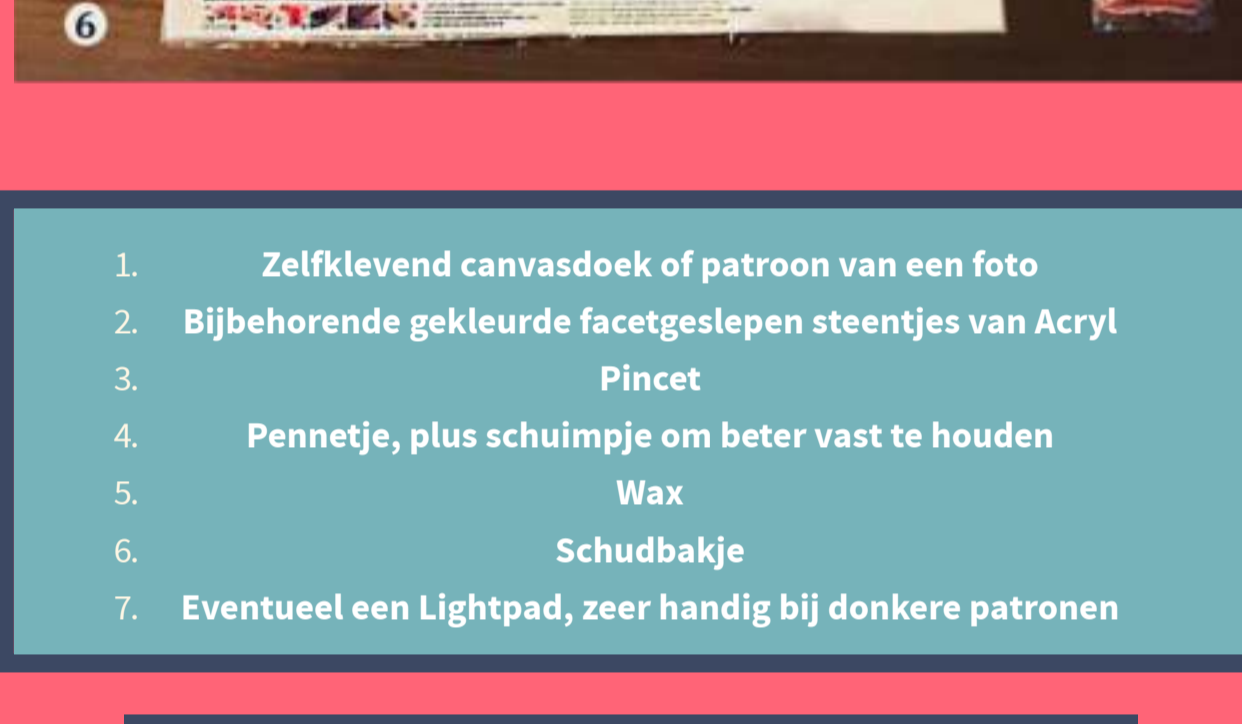 6
1. Zelfklevend canvasdoek of patroon van een foto
2. Bijbehorende gekleurde facetgeslepen steentjes van Acryl
3. Pincet
4. Pennetje, plus schuimpje om beter vast te houden
5. Wax
6. Schudbakje
7. Eventueel een Lightpad, zeer handig bij donkere patronen